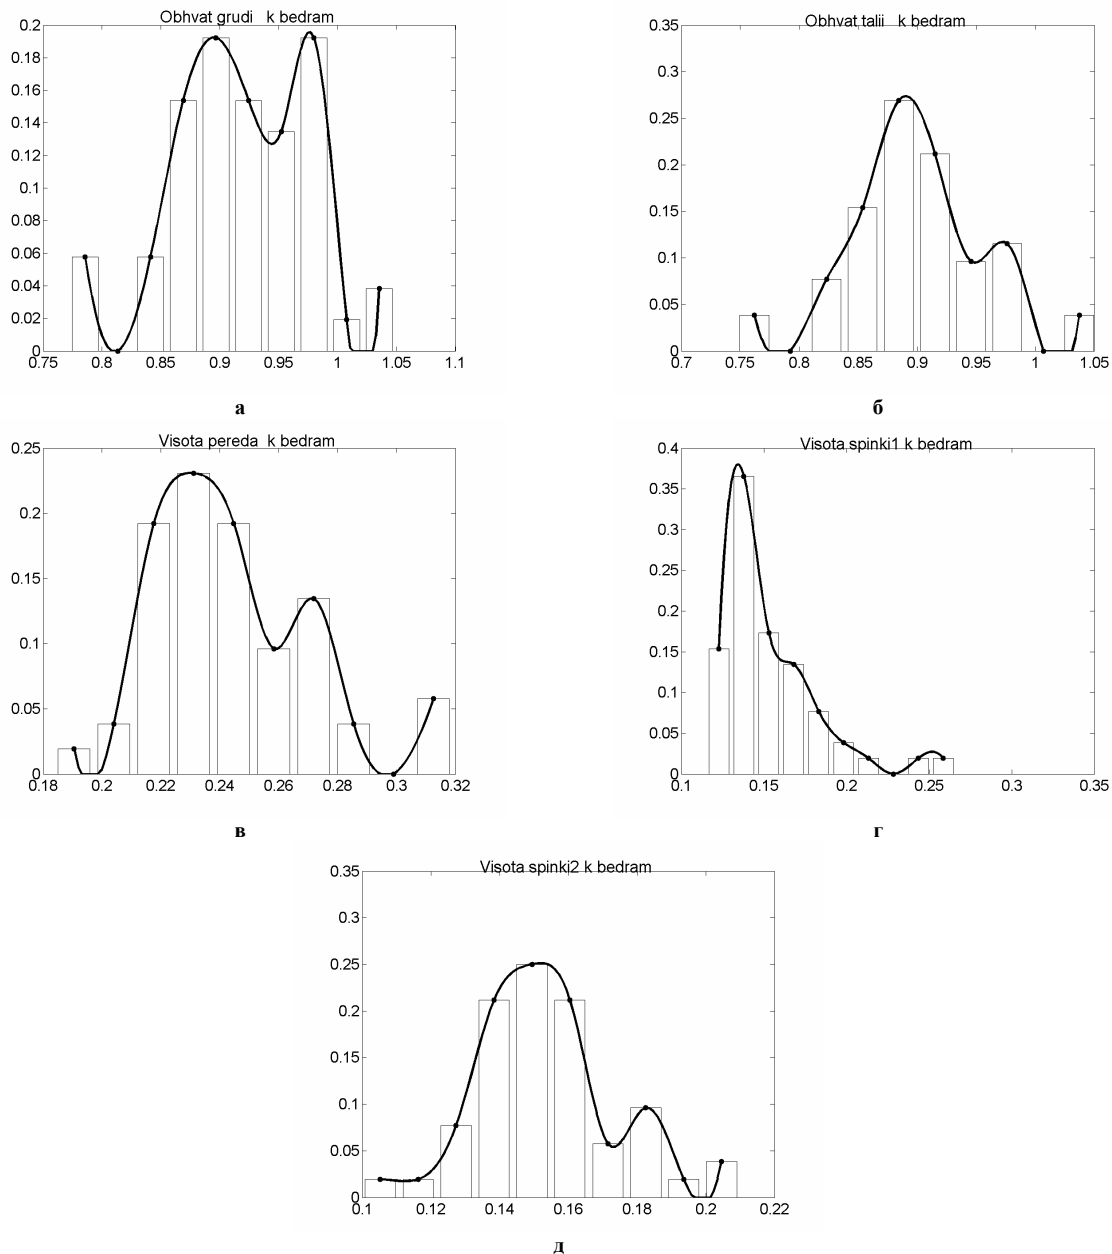 Obhvat grudi k bedram
0.2
0.18
0.16
0.14
0.12
0.1
0.08
0.06
0.04
0.02
0
0.75 0.8 0.85 0.9 0.95 1 1.05 1.1
а
Obhvat talii k bedram
0.35
0.3
0.25
0.2
0.15
0.1
0.05
0
0.7 0.75 0.8 0.85 0.9 0.95 1 1.05
б
Visota pereda k bedram
0.25
0.2
0.15
0.1
0.05
0
0.18 0.2 0.22 0.24 0.26 0.28 0.3 0.32
в
Visota spinki1 k bedram
0.4
0.35
0.3
0.25
0.2
0.15
0.1
0.05
0
0.1 0.15 0.2 0.25 0.3 0.35
г
Visota spinki2 k bedram
0.35
0.3
0.25
0.2
0.15
0.1
0.05
0
0.1 0.12 0.14 0.16 0.18 0.2 0.22
д